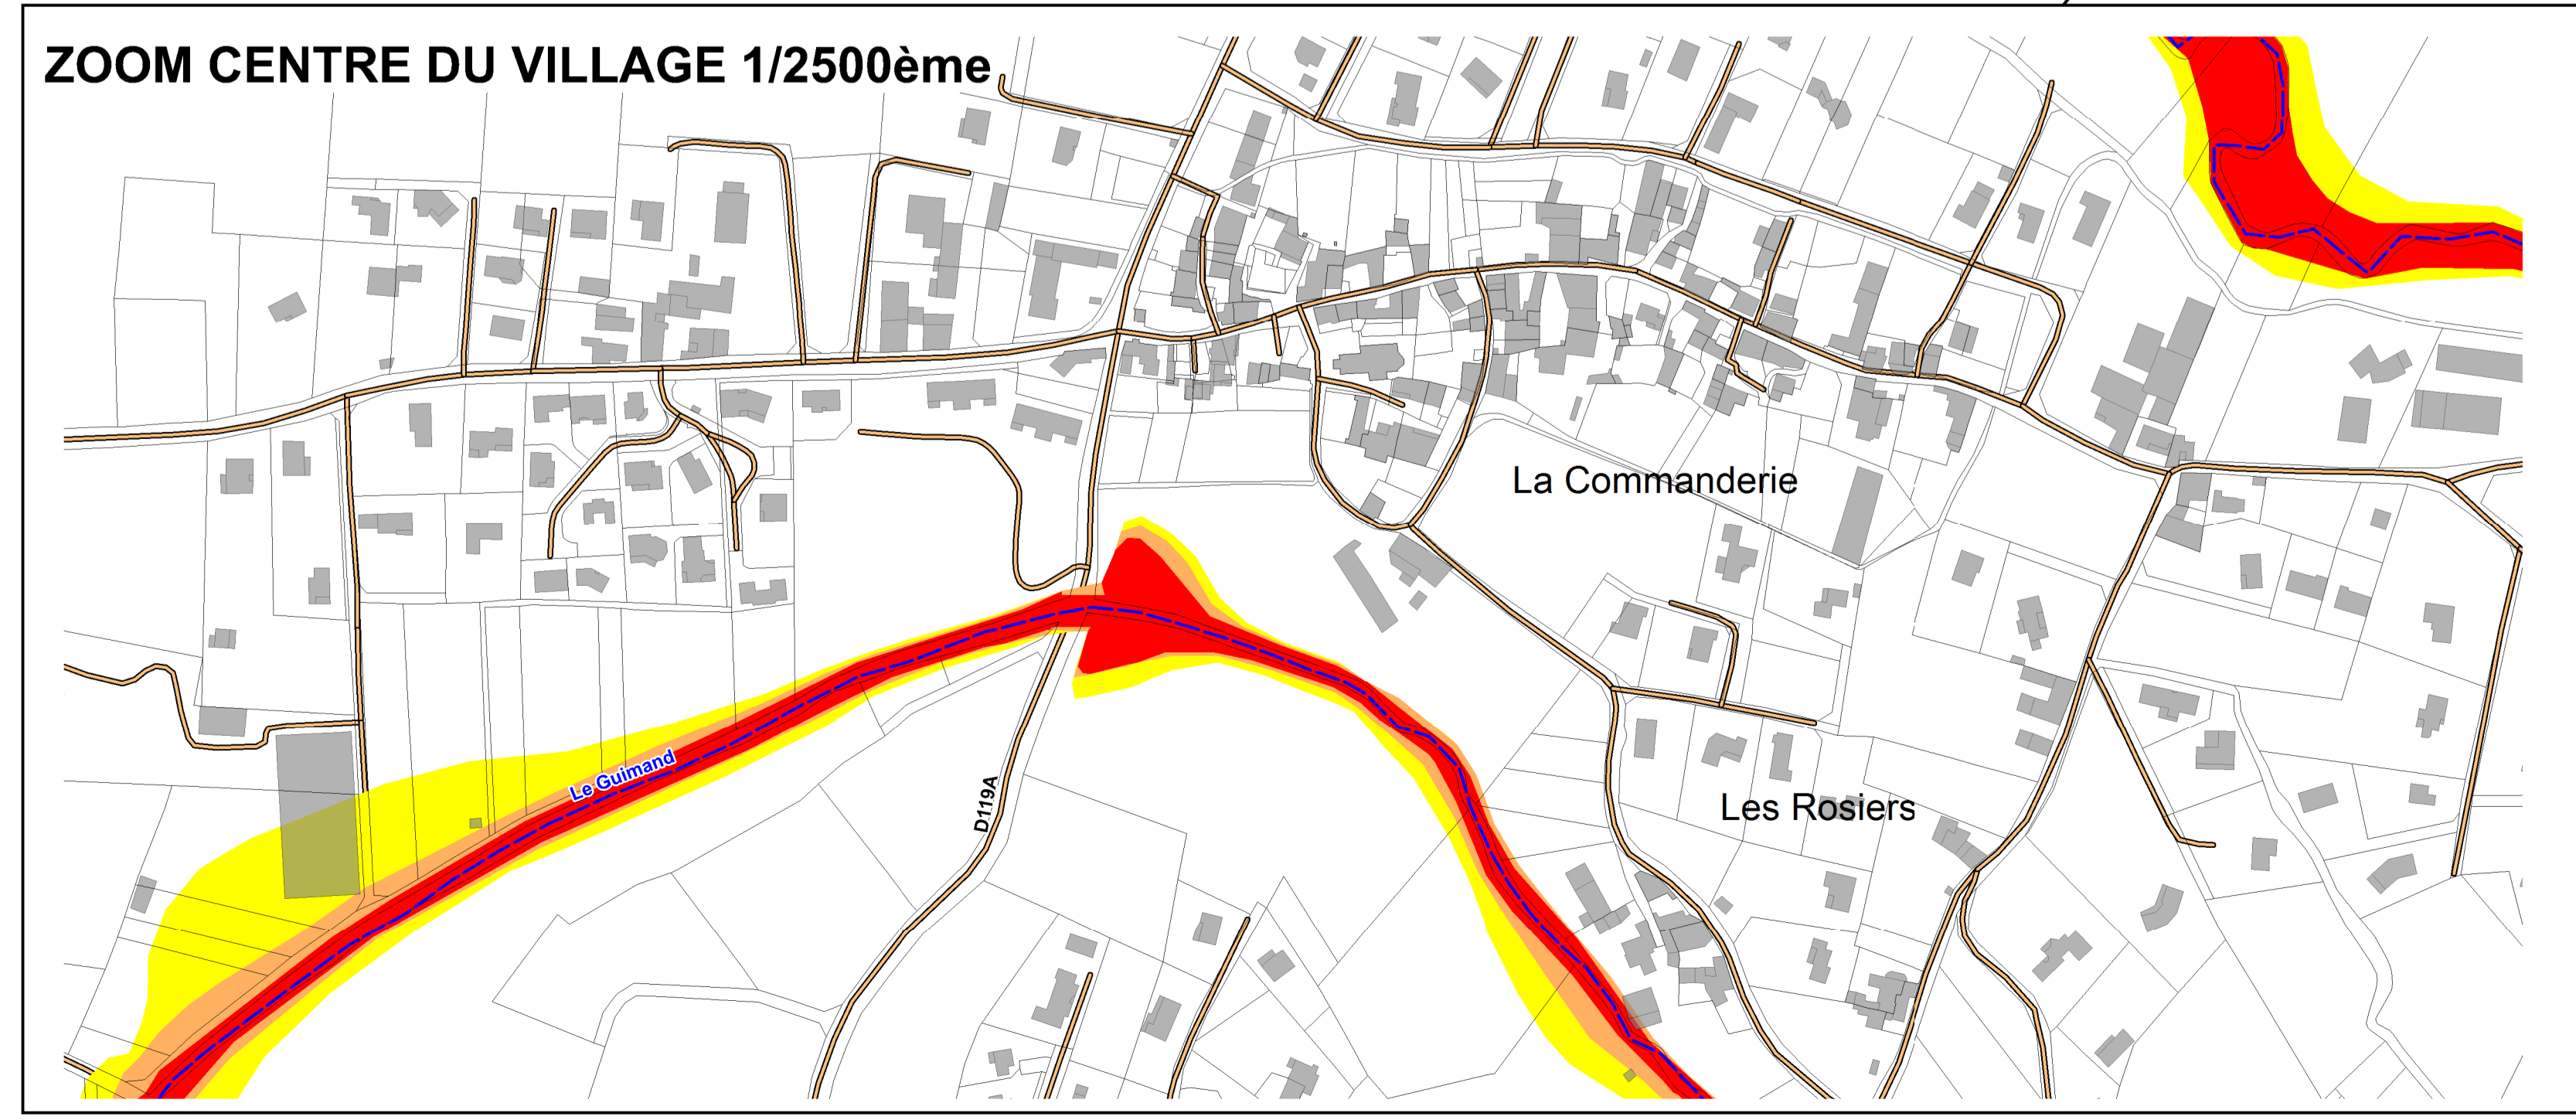 ZOOM CENTRE DU VILLAGE 1/2500ème
La Commanderie
Le Guimand
D119A
Les Rosiers